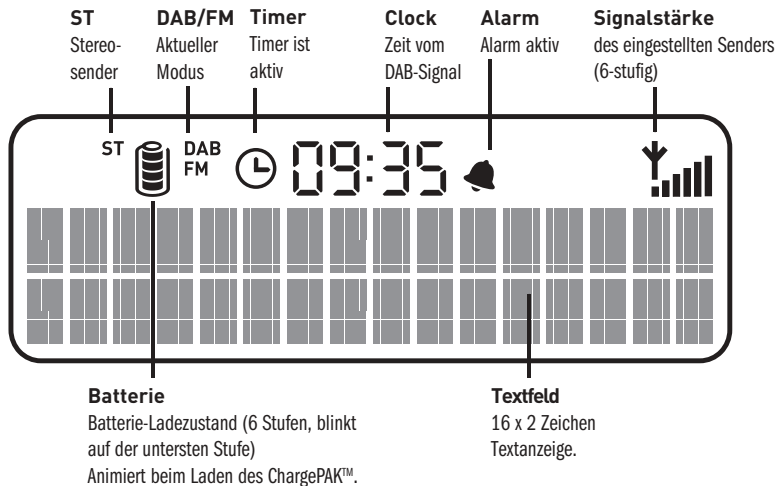 ST
Stereo-
sender
DAB/FM
Aktueller
Modus
Timer
Timer ist
aktiv
Clock
Zeit vom
DAB-Signal
Alarm
Alarm aktiv
Signalstärke
des eingestellten Senders
(6-stufig)
ST
DAB
FM
09:35
Batterie
Batterie-Ladezustand (6 Stufen, blinkt
auf der untersten Stufe)
Animiert beim Laden des ChargePAK™.
Textfeld
16 x 2 Zeichen
Textanzeige.